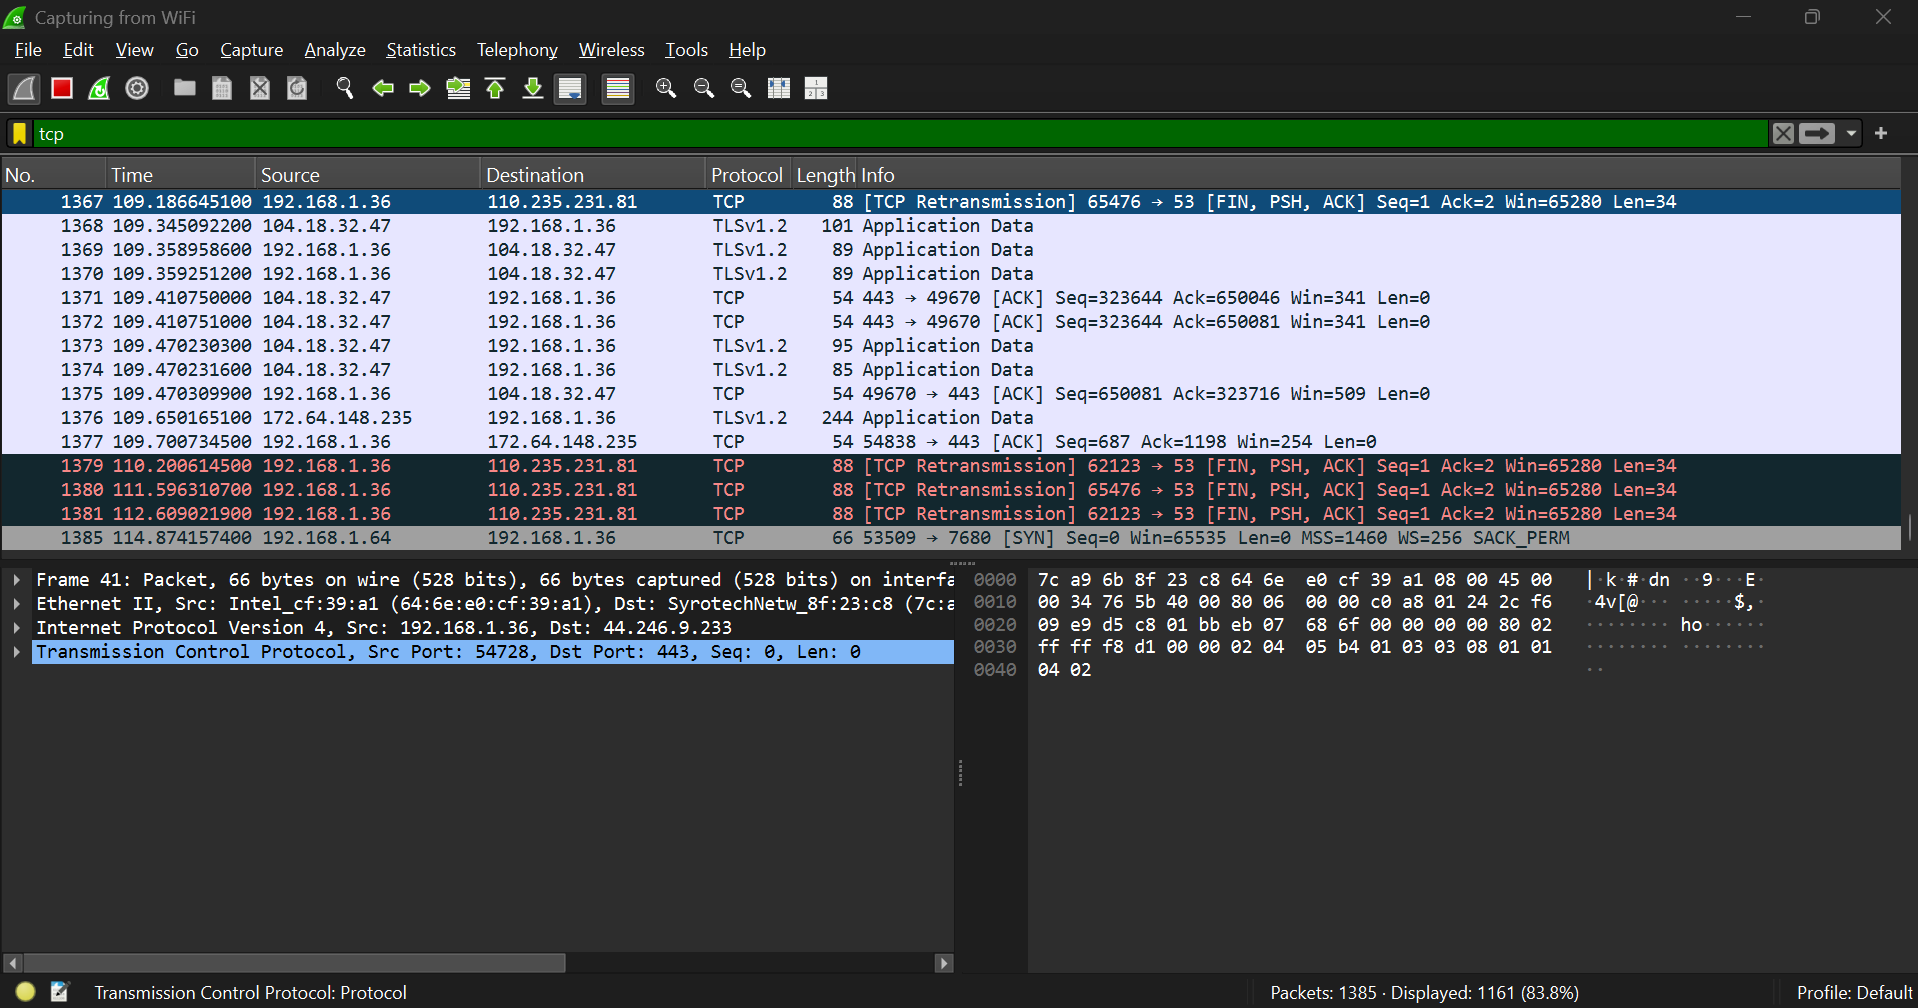 Capturing from WiFi
File Edit View Go Capture Analyze Statistics Telephony Wireless Tools Help
tcp
No. Time Source Destination Protocol Length Info
1367 109.186645100 192.168.1.36 110.235.231.81 TCP 88 [TCP Retransmission] 65476 → 53 [FIN, PSH, ACK] Seq=1 Ack=2 Win=65280 Len=34
1368 109.345092200 104.18.32.47 192.168.1.36 TLSv1.2 101 Application Data
1369 109.358958600 192.168.1.36 104.18.32.47 TLSv1.2 89 Application Data
1370 109.359251200 192.168.1.36 104.18.32.47 TLSv1.2 89 Application Data
1371 109.410750000 104.18.32.47 192.168.1.36 TCP 54 443 → 49670 [ACK] Seq=323644 Ack=650046 Win=341 Len=0
1372 109.410751000 104.18.32.47 192.168.1.36 TCP 54 443 → 49670 [ACK] Seq=323644 Ack=650081 Win=341 Len=0
1373 109.470230300 104.18.32.47 192.168.1.36 TLSv1.2 95 Application Data
1374 109.470231600 104.18.32.47 192.168.1.36 TLSv1.2 85 Application Data
1375 109.470309900 192.168.1.36 104.18.32.47 TCP 54 49670 → 443 [ACK] Seq=650081 Ack=323716 Win=509 Len=0
1376 109.650165100 172.64.148.235 192.168.1.36 TLSv1.2 244 Application Data
1377 109.700734500 192.168.1.36 172.64.148.235 TCP 54 54838 → 443 [ACK] Seq=687 Ack=1198 Win=254 Len=0
1379 110.200614500 192.168.1.36 110.235.231.81 TCP 88 [TCP Retransmission] 62123 → 53 [FIN, PSH, ACK] Seq=1 Ack=2 Win=65280 Len=34
1380 111.596310700 192.168.1.36 110.235.231.81 TCP 88 [TCP Retransmission] 65476 → 53 [FIN, PSH, ACK] Seq=1 Ack=2 Win=65280 Len=34
1381 112.609021900 192.168.1.36 110.235.231.81 TCP 88 [TCP Retransmission] 62123 → 53 [FIN, PSH, ACK] Seq=1 Ack=2 Win=65280 Len=34
1385 114.874157400 192.168.1.64 192.168.1.36 TCP 66 53509 → 7680 [SYN] Seq=0 Win=65535 Len=0 MSS=1460 WS=256 SACK_PERM
Frame 41: Packet, 66 bytes on wire (528 bits), 66 bytes captured (528 bits) on interfa
Ethernet II, Src: Intel_cf:39:a1 (64:6e:e0:cf:39:a1), Dst: SyrotechNetw_8f:23:c8 (7c:a
Internet Protocol Version 4, Src: 192.168.1.36, Dst: 44.246.9.233
Transmission Control Protocol, Src Port: 54728, Dst Port: 443, Seq: 0, Len: 0
0000 7c a9 6b 8f 23 c8 64 6e e0 cf 39 a1 08 00 45 00 |·k·#·dn ··9···E·
0010 00 34 76 5b 40 00 80 06 00 00 c0 a8 01 24 2c f6 ·4v[@··· ·····$,·
0020 09 e9 d5 c8 01 bb eb 07 68 6f 00 00 00 00 80 02 ········ ho······
0030 ff ff f8 d1 00 00 02 04 05 b4 01 03 03 08 01 01 ········ ········
0040 04 02 ··
Transmission Control Protocol: Protocol
Packets: 1385 · Displayed: 1161 (83.8%)
Profile: Default